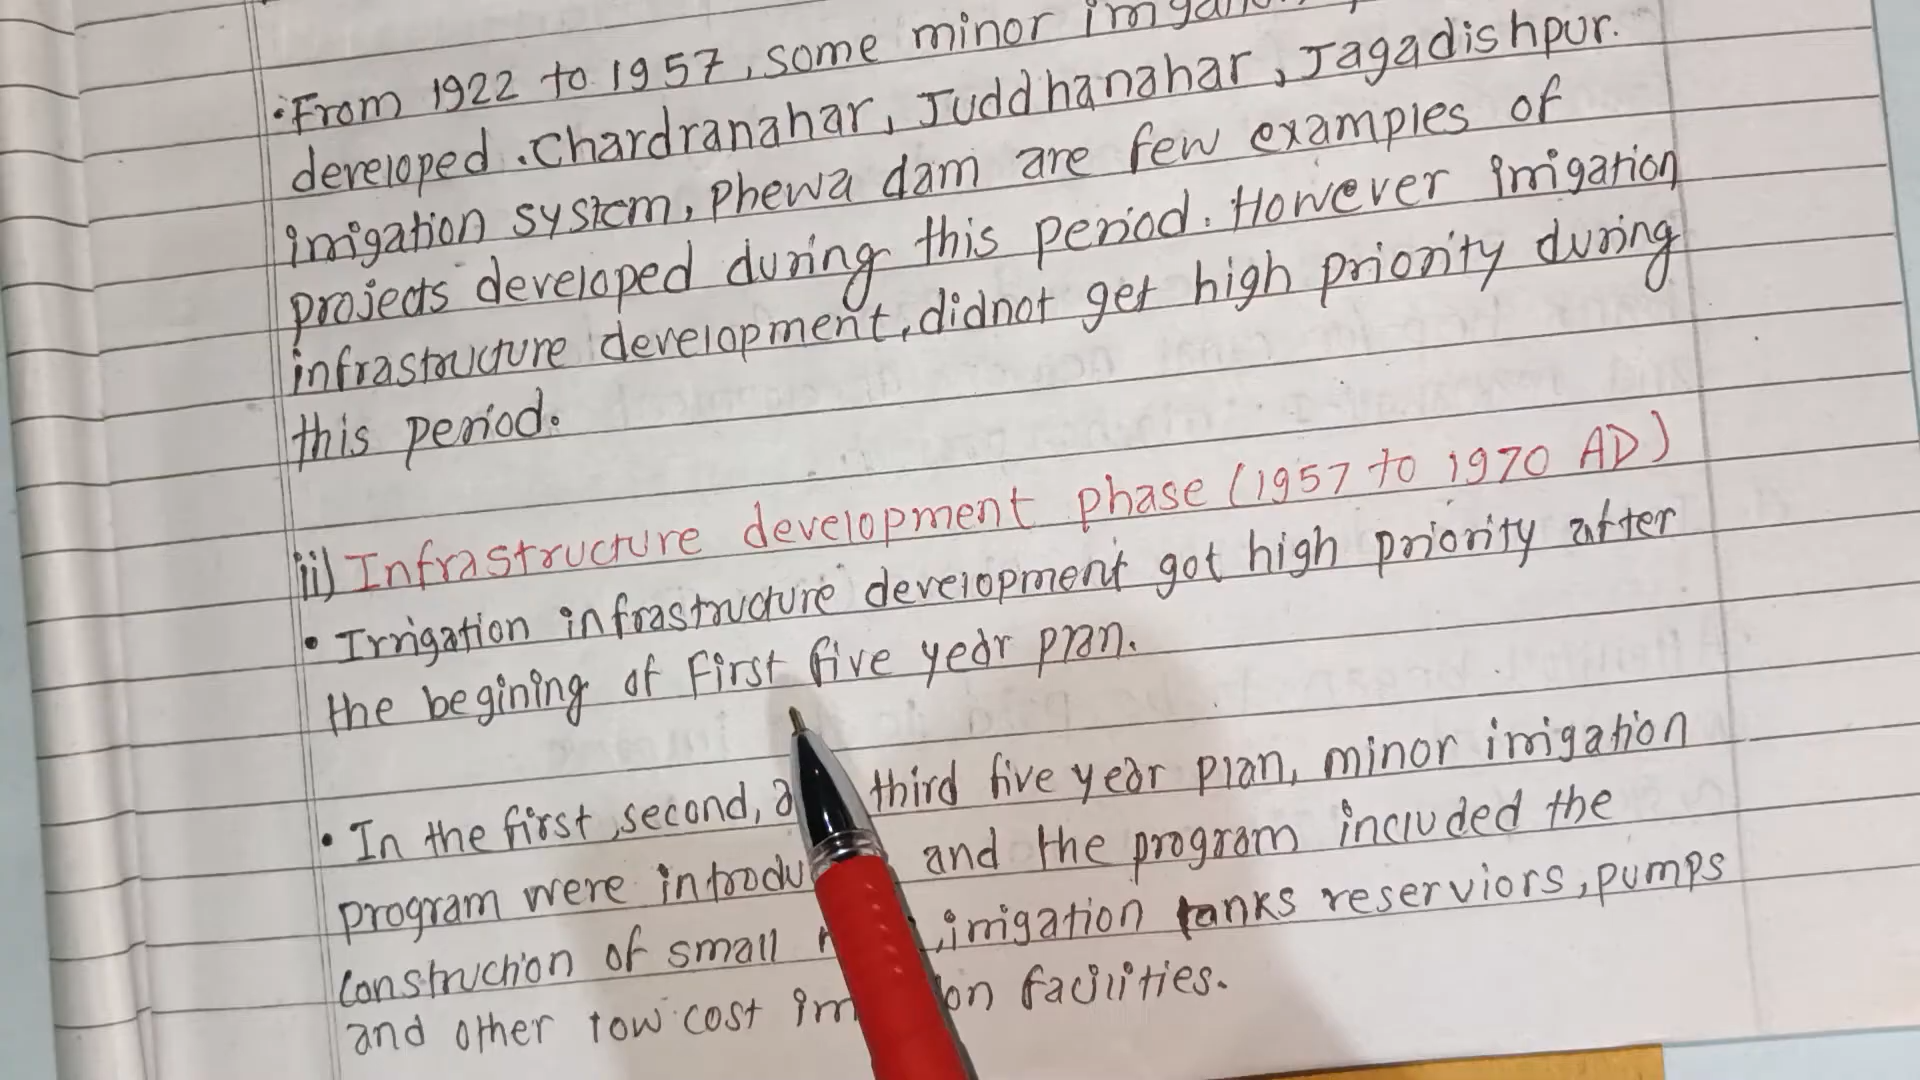 •From 1922 to 1957, some minor
developed .Chardranahar, Juddhanahar, Jagadishpur.
irrigation system, Phewa dam are few examples of
projects developed during this period. However irrigation
infrastructure development, didnot get high priority during
this period.
ii) Infrastructure development phase (1957 to 1970 AD)
• Irrigation infrastructure development got high priority after
the begining of First five year plan.
• In the first, second, third five year plan, minor irrigation
program were and the program included the
construction of small ,irrigation tanks reserviors, pumps
and other low cost facilities.